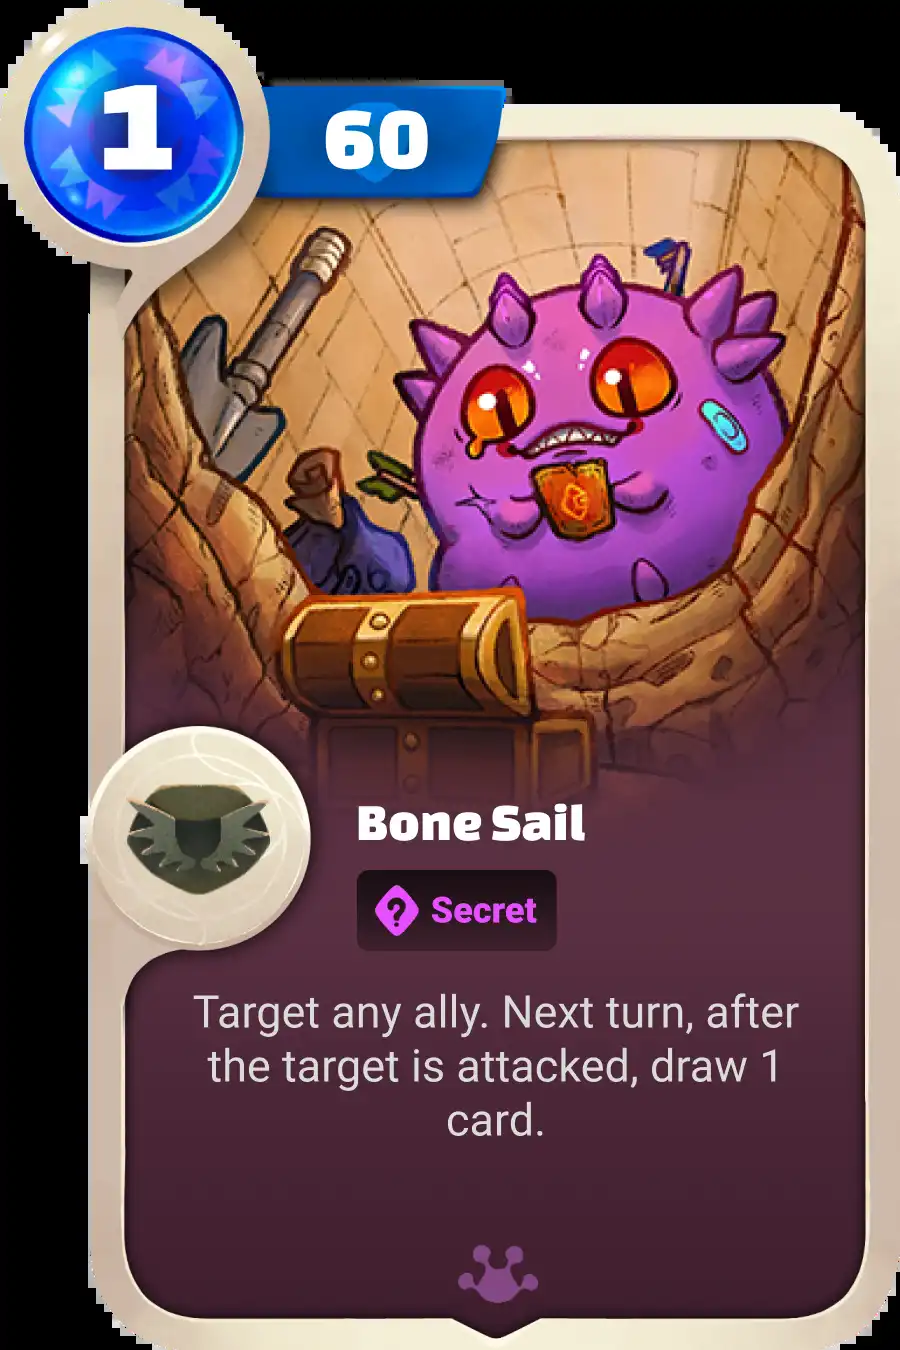 1
60
Bone Sail
? Secret
Target any ally. Next turn, after
the target is attacked, draw 1
card.